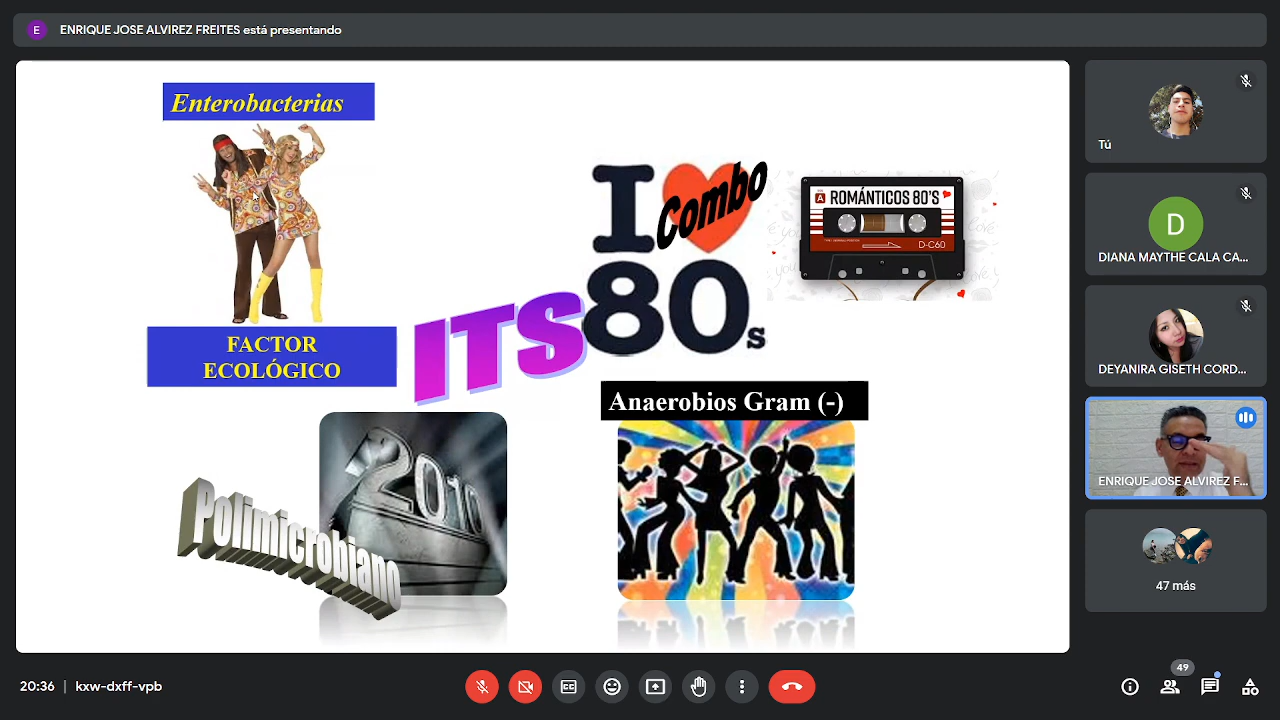 E
ENRIQUE JOSE ALVIREZ FREITES está presentando
Enterobacterias
FACTOR
ECOLÓGICO
ITS
I
Combo
80s
A ROMÁNTICOS 80'S
D-C60
Anaerobios Gram (-)
2010
Polimicrobiano
Tú
D
DIANA MAYTHE CALA CA...
DEYANIRA GISETH CORD...
ENRIQUE JOSE ALVIREZ F...
47 más
20:36 | kxw-dxff-vpb
49